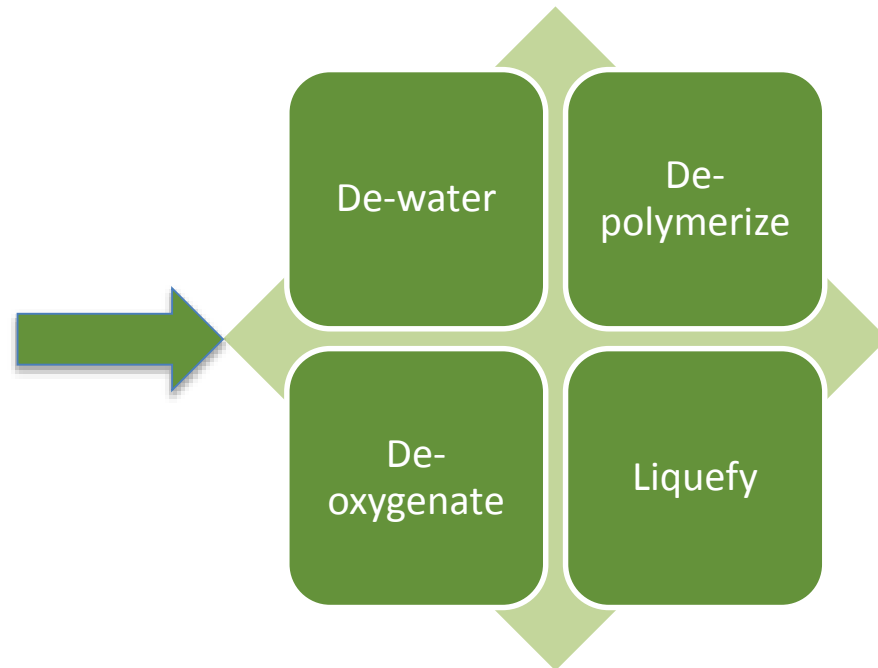 De-water
De-
polymerize
De-
oxygenate
Liquefy